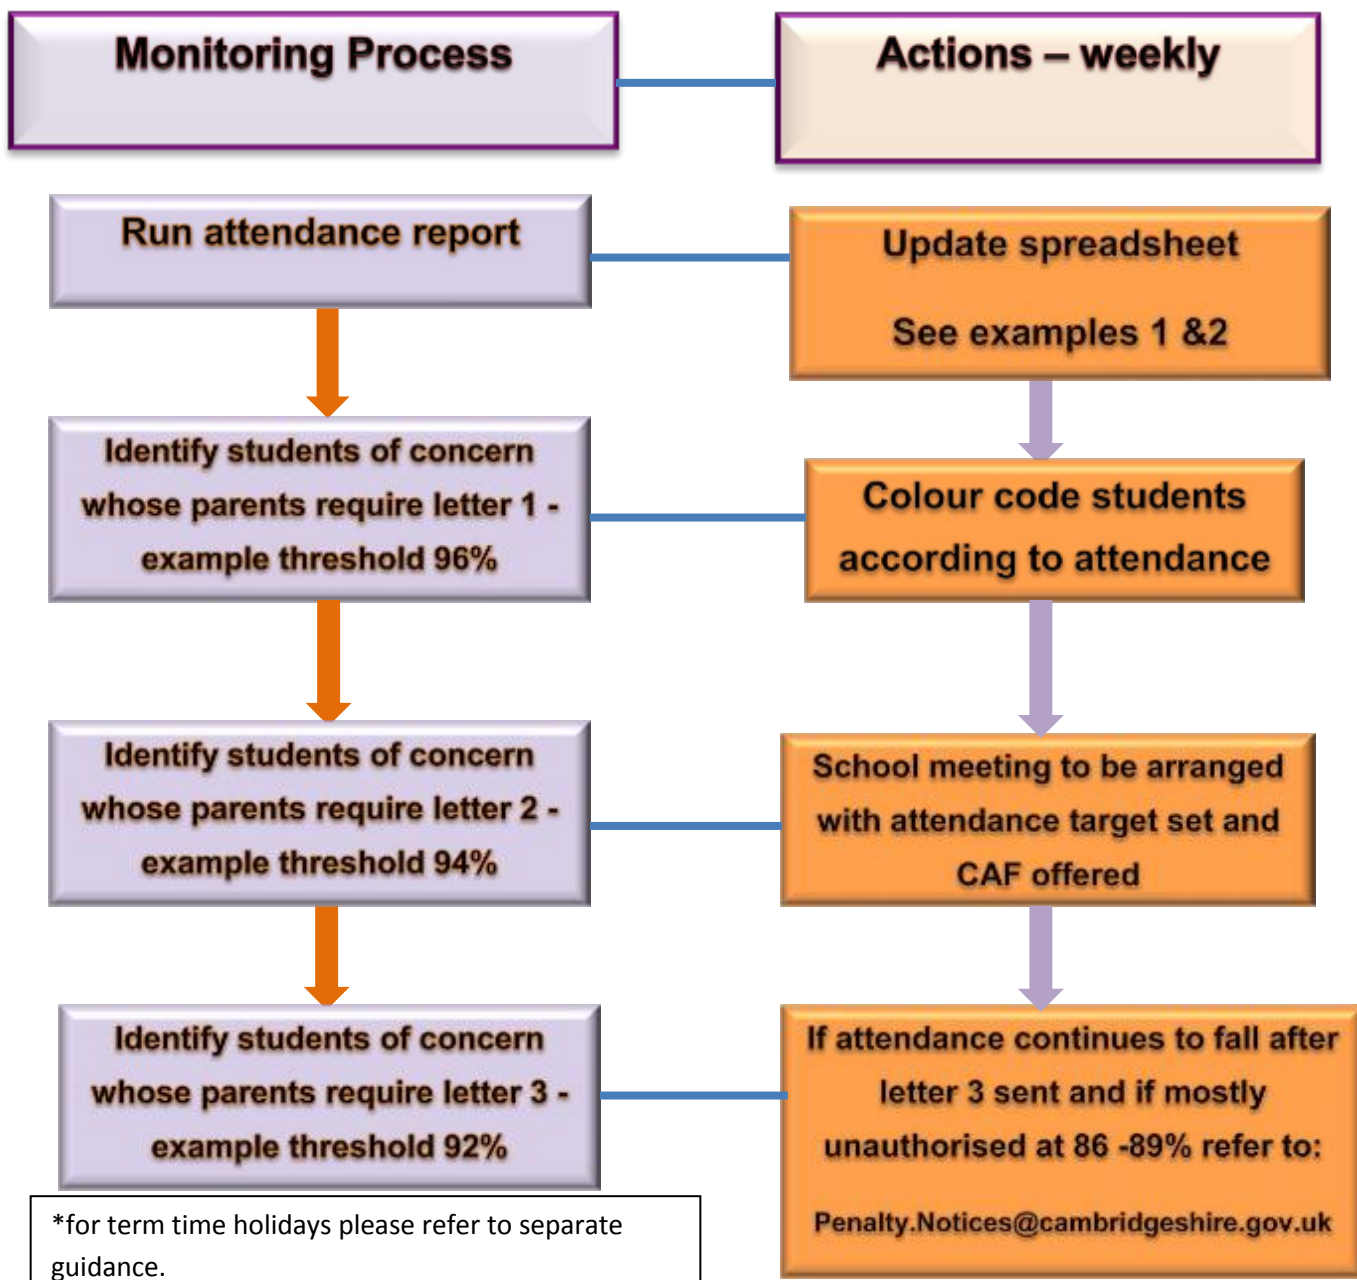 Monitoring Process
Actions – weekly
Run attendance report
Update spreadsheet
See examples 1 &2
Identify students of concern
whose parents require letter 1 -
example threshold 96%
Colour code students
according to attendance
Identify students of concern
whose parents require letter 2 -
example threshold 94%
School meeting to be arranged
with attendance target set and
CAF offered
Identify students of concern
whose parents require letter 3 -
example threshold 92%
If attendance continues to fall after
letter 3 sent and if mostly
unauthorised at 86 -89% refer to:
Penalty.Notices@cambridgeshire.gov.uk
*for term time holidays please refer to separate
guidance.